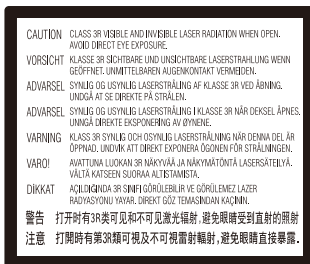 CAUTION CLASS 3R VISIBLE AND INVISIBLE LASER RADIATION WHEN OPEN.
AVOID DIRECT EYE EXPOSURE.
VORSICHT KLASSE 3R SICHTBARE UND UNSICHTBARE LASERSTRAHLUNG WENN
GEÖFFNET. UNMITTELBAREN AUGENKONTAKT VERMEIDEN.
ADVARSEL SYNLIG OG USYNLIG LASERSTRÅLING AF KLASSE 3R VED ÅBNING.
UNDGÅ AT SE DIREKTE PÅ STRÅLEN.
ADVARSEL SYNLIG OG USYNLIG LASERSTRÅLING I KLASSE 3R NÅR DEKSEL ÅPNES.
UNNGÅ DIREKTE EKSPONERING AV ØYNENE.
VARNING KLASS 3R SYNLIG OCH OSYNLIG LASERSTRÅLNING NÄR DENNA DEL ÄR
ÖPPNAD. UNDVIK ATT DIREKT EXPONERA ÖGONEN FÖR STRÅLNINGEN.
VARO! AVATTUNA LUOKAN 3R NÄKYVÄÄ JA NÄKYMÄTÖNTÄ LASERSÄTEILYÄ.
VÄLTÄ KATSEEN SUORAA ALTISTAMISTA.
DİKKAT AÇILDIĞINDA 3R SINIFI GÖRÜLEBİLİR VE GÖRÜLEMEZ LAZER
RADYASYONU YAYAR. DİREKT GÖZ TEMASINDAN KAÇININ.
警告 打开时有3R类可见和不可见激光辐射,避免眼睛受到直射的照射
注意 打開時有第3R類可視及不可視雷射輻射,避免眼睛直接暴露。